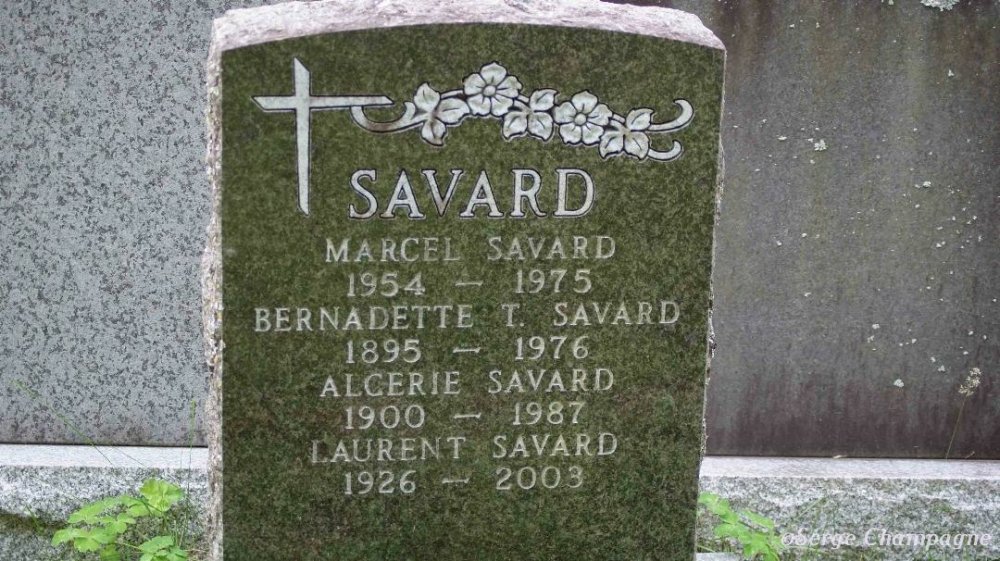 SAVARD
MARCEL SAVARD
1954 – 1975
BERNADETTE T. SAVARD
1895 – 1976
ALCERIE SAVARD
1900 – 1987
LAURENT SAVARD
1926 – 2003
©Serge Champagne